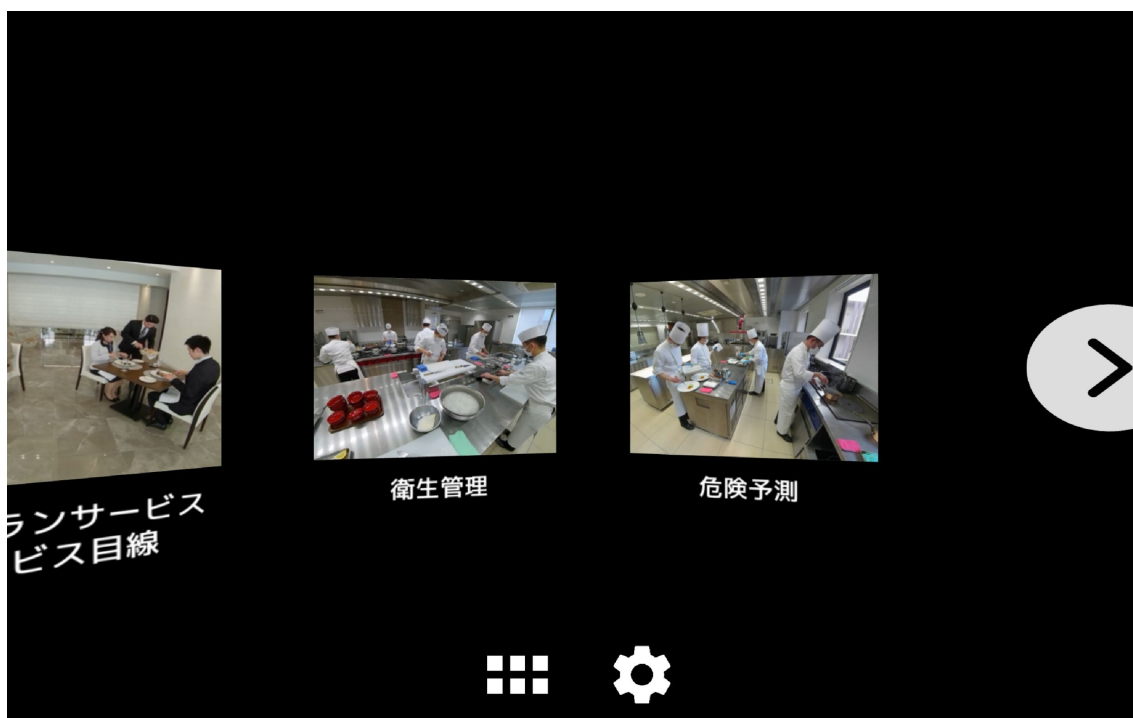 ランサービス
ビス目線
衛生管理
危険予測